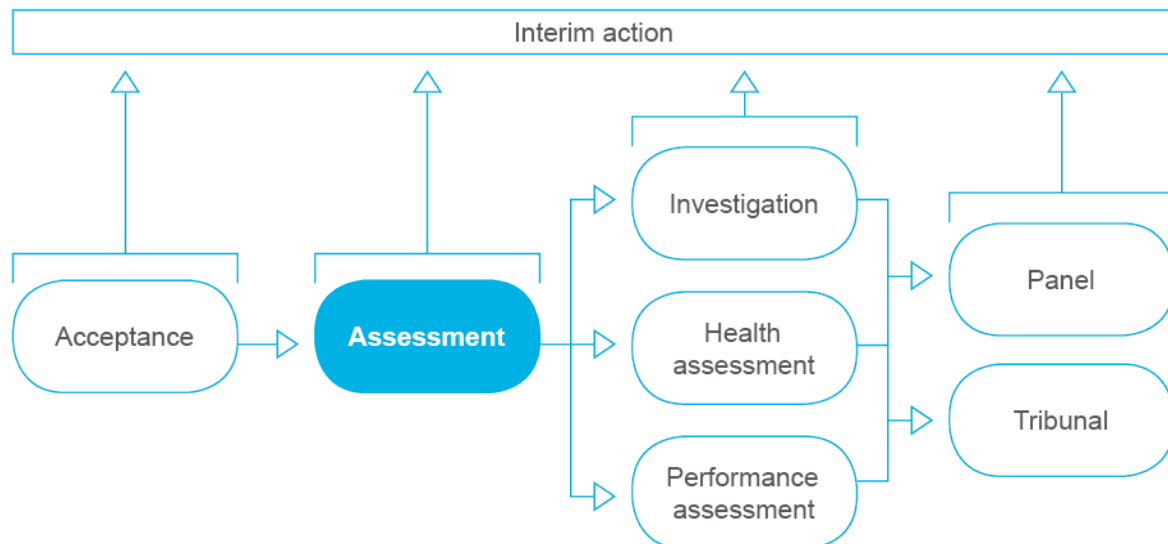 Interim action
Acceptance
Assessment
Investigation
Health
assessment
Performance
assessment
Panel
Tribunal